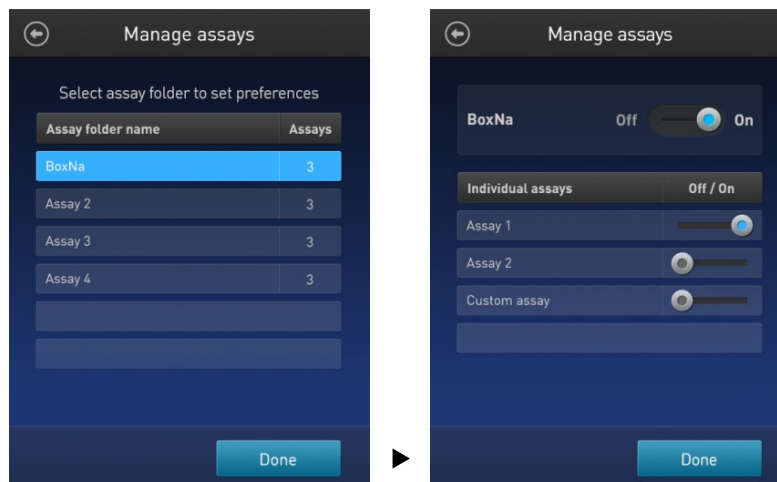 Manage assays
Select assay folder to set preferences
Assay folder name Assays
BoxNa 3
Assay 2 3
Assay 3 3
Assay 4 3
Done
Manage assays
BoxNa Off On
Individual assays Off / On
Assay 1
Assay 2
Custom assay
Done